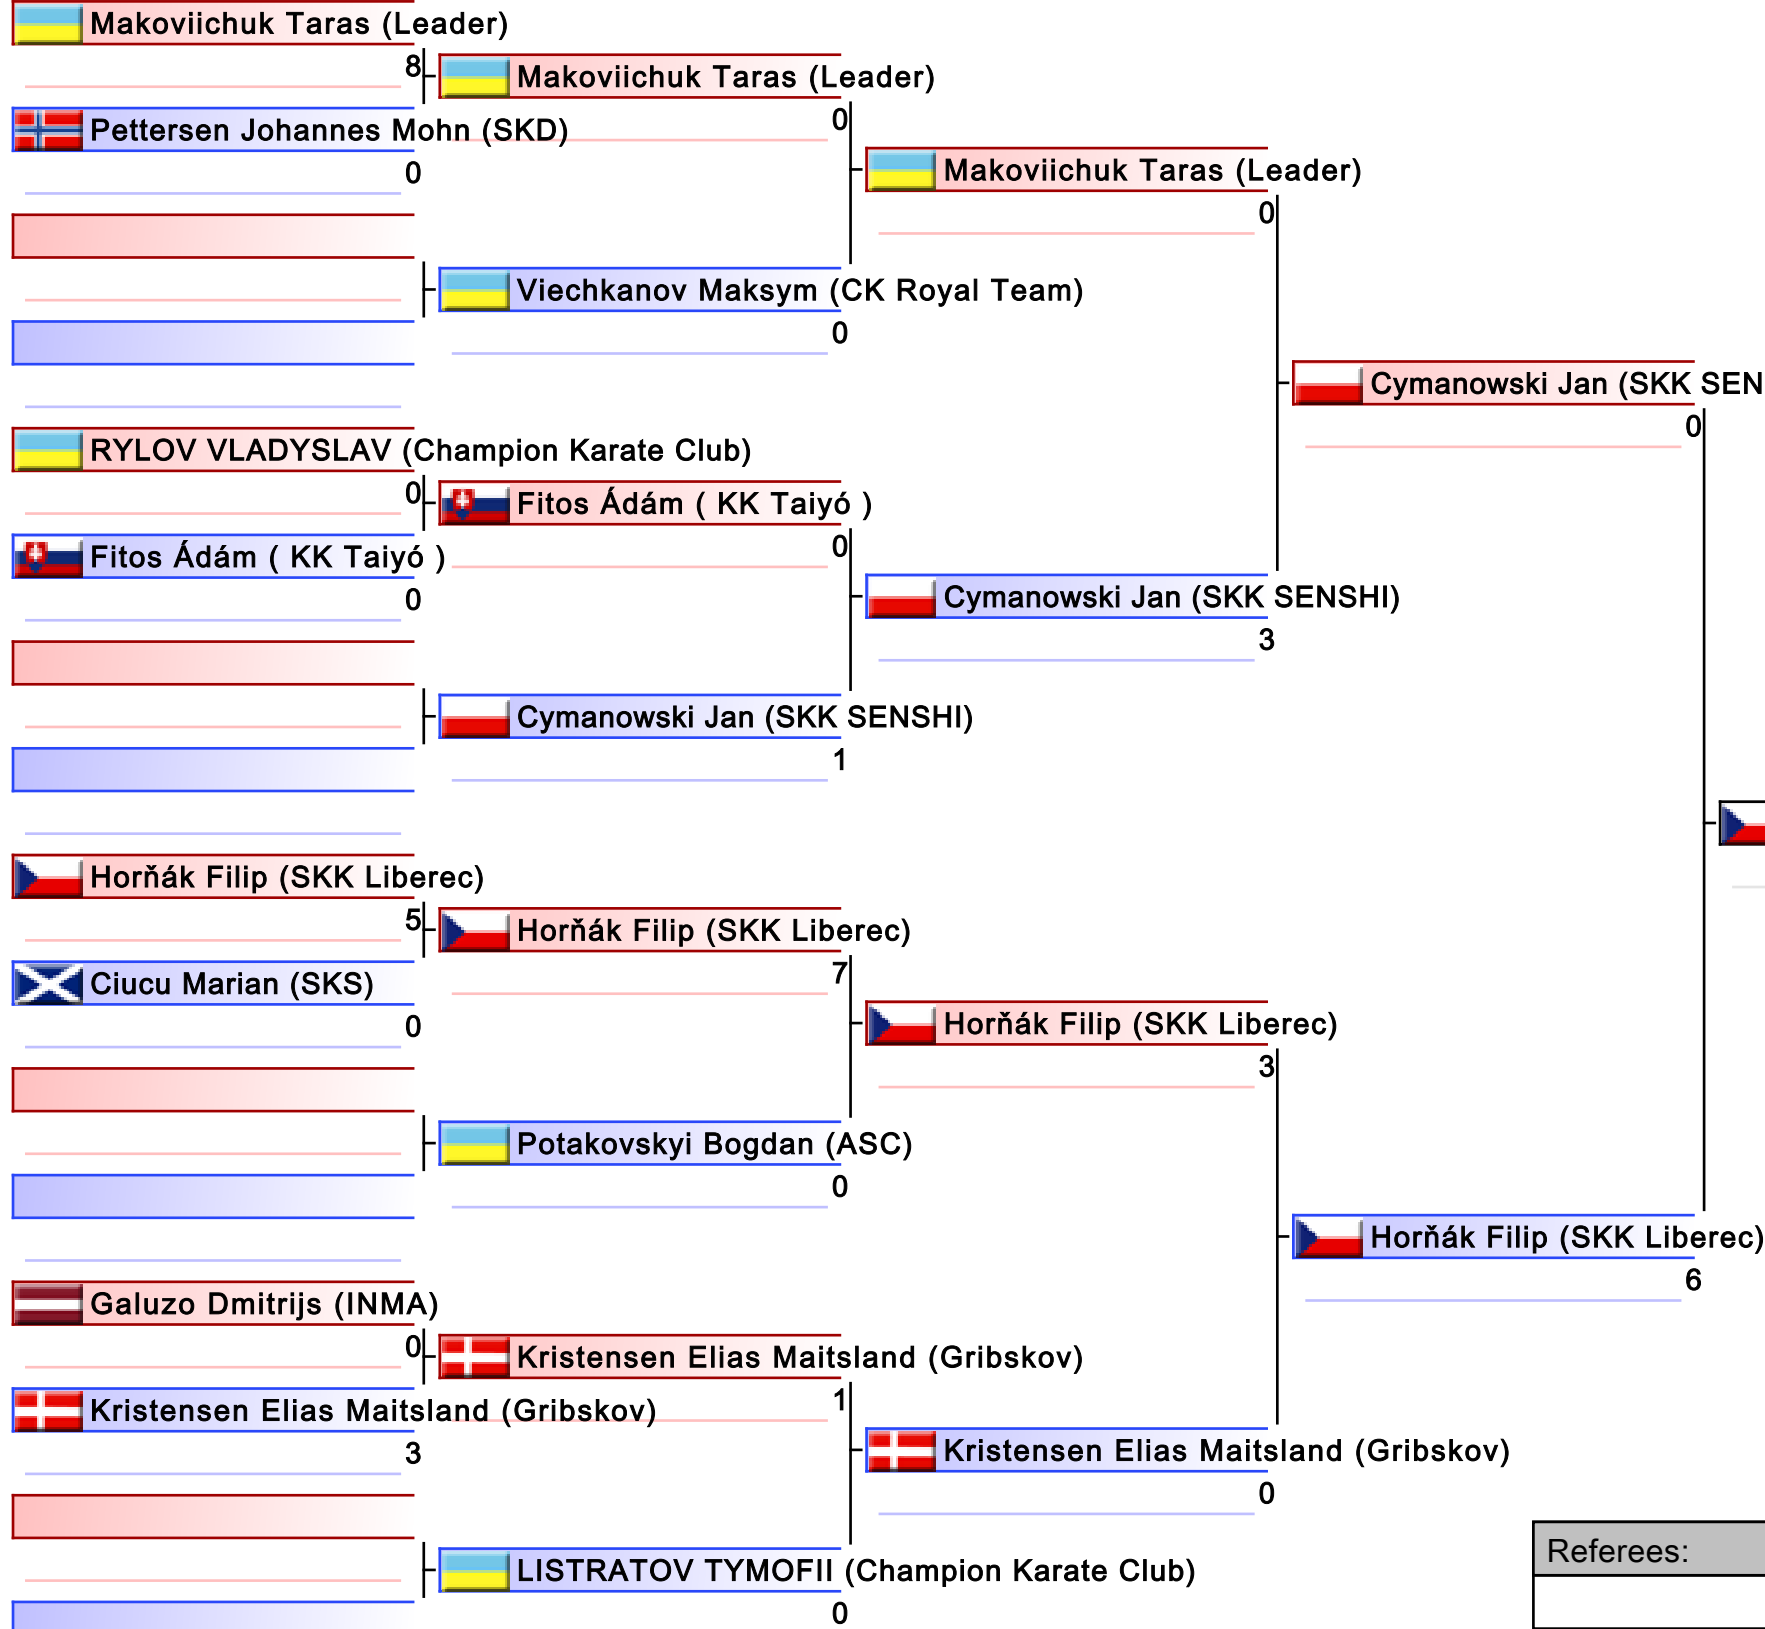 Makoviichuk Taras (Leader)
8
Makoviichuk Taras (Leader)
0
Pettersen Johannes Mohn (SKD)
0
Makoviichuk Taras (Leader)
0
Viechkanov Maksym (CK Royal Team)
0
Cymanowski Jan (SKK SEN
0
RYLOV VLADYSLAV (Champion Karate Club)
0
Fitos Ádám ( KK Taiyó )
0
Fitos Ádám ( KK Taiyó )
0
Cymanowski Jan (SKK SENSHI)
3
Cymanowski Jan (SKK SENSHI)
1
Horňák Filip (SKK Liberec)
5
Horňák Filip (SKK Liberec)
7
Ciucu Marian (SKS)
0
Horňák Filip (SKK Liberec)
3
Potakovskyi Bogdan (ASC)
0
Horňák Filip (SKK Liberec)
6
Galuzo Dmitrijs (INMA)
0
Kristensen Elias Maitsland (Gribskov)
1
Kristensen Elias Maitsland (Gribskov)
3
Kristensen Elias Maitsland (Gribskov)
0
LISTRATOV TYMOFII (Champion Karate Club)
0
Referees: